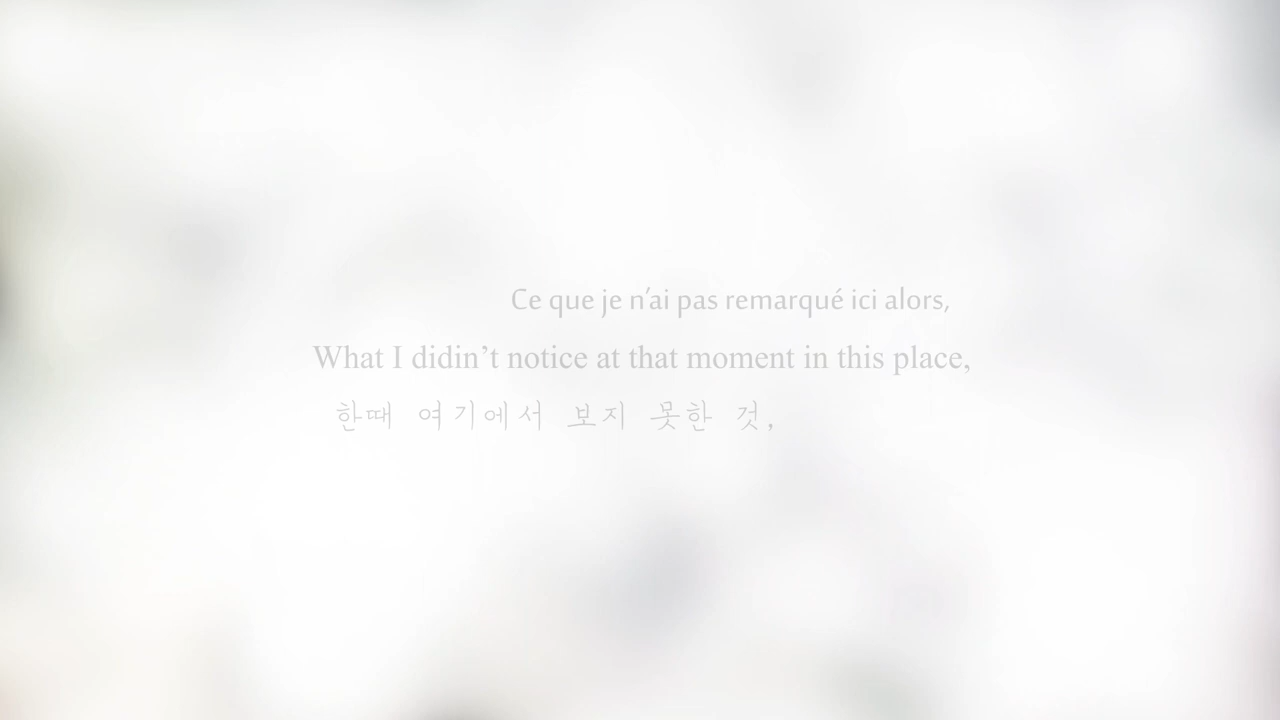 Ce que je n’ai pas remarqué ici alors,
What I didin’t notice at that moment in this place,
한때 여기에서 보지 못한 것,